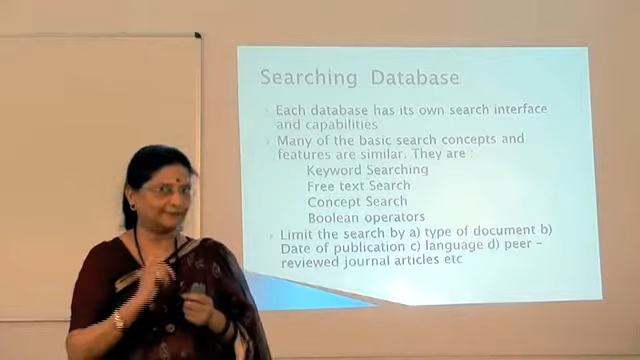 Searching Database
Each database has its own search interface
and capabilities
Many of the basic search concepts and
features are similar. They are :
Keyword Searching
Free text Search
Concept Search
Boolean operators
Limit the search by a) type of document b)
Date of publication c) language d) peer –
reviewed journal articles etc